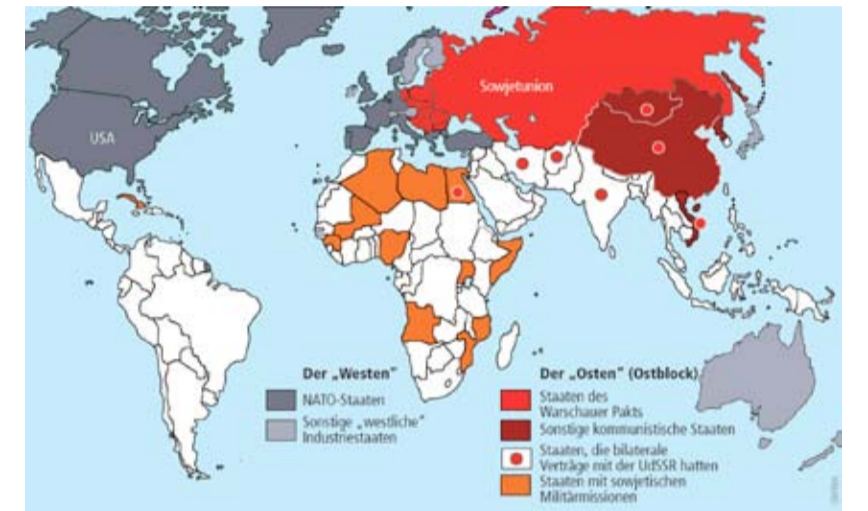 Sowjetunion
USA
Der „Westen“
NATO-Staaten
Sonstige „westliche“
Industriestaaten
Der „Osten“ (Ostblock)
Staaten des
Warschauer Pakts
Sonstige kommunistische Staaten
Staaten, die bilaterale
Verträge mit der UdSSR hatten
Staaten mit sowjetischen
Militärmissionen